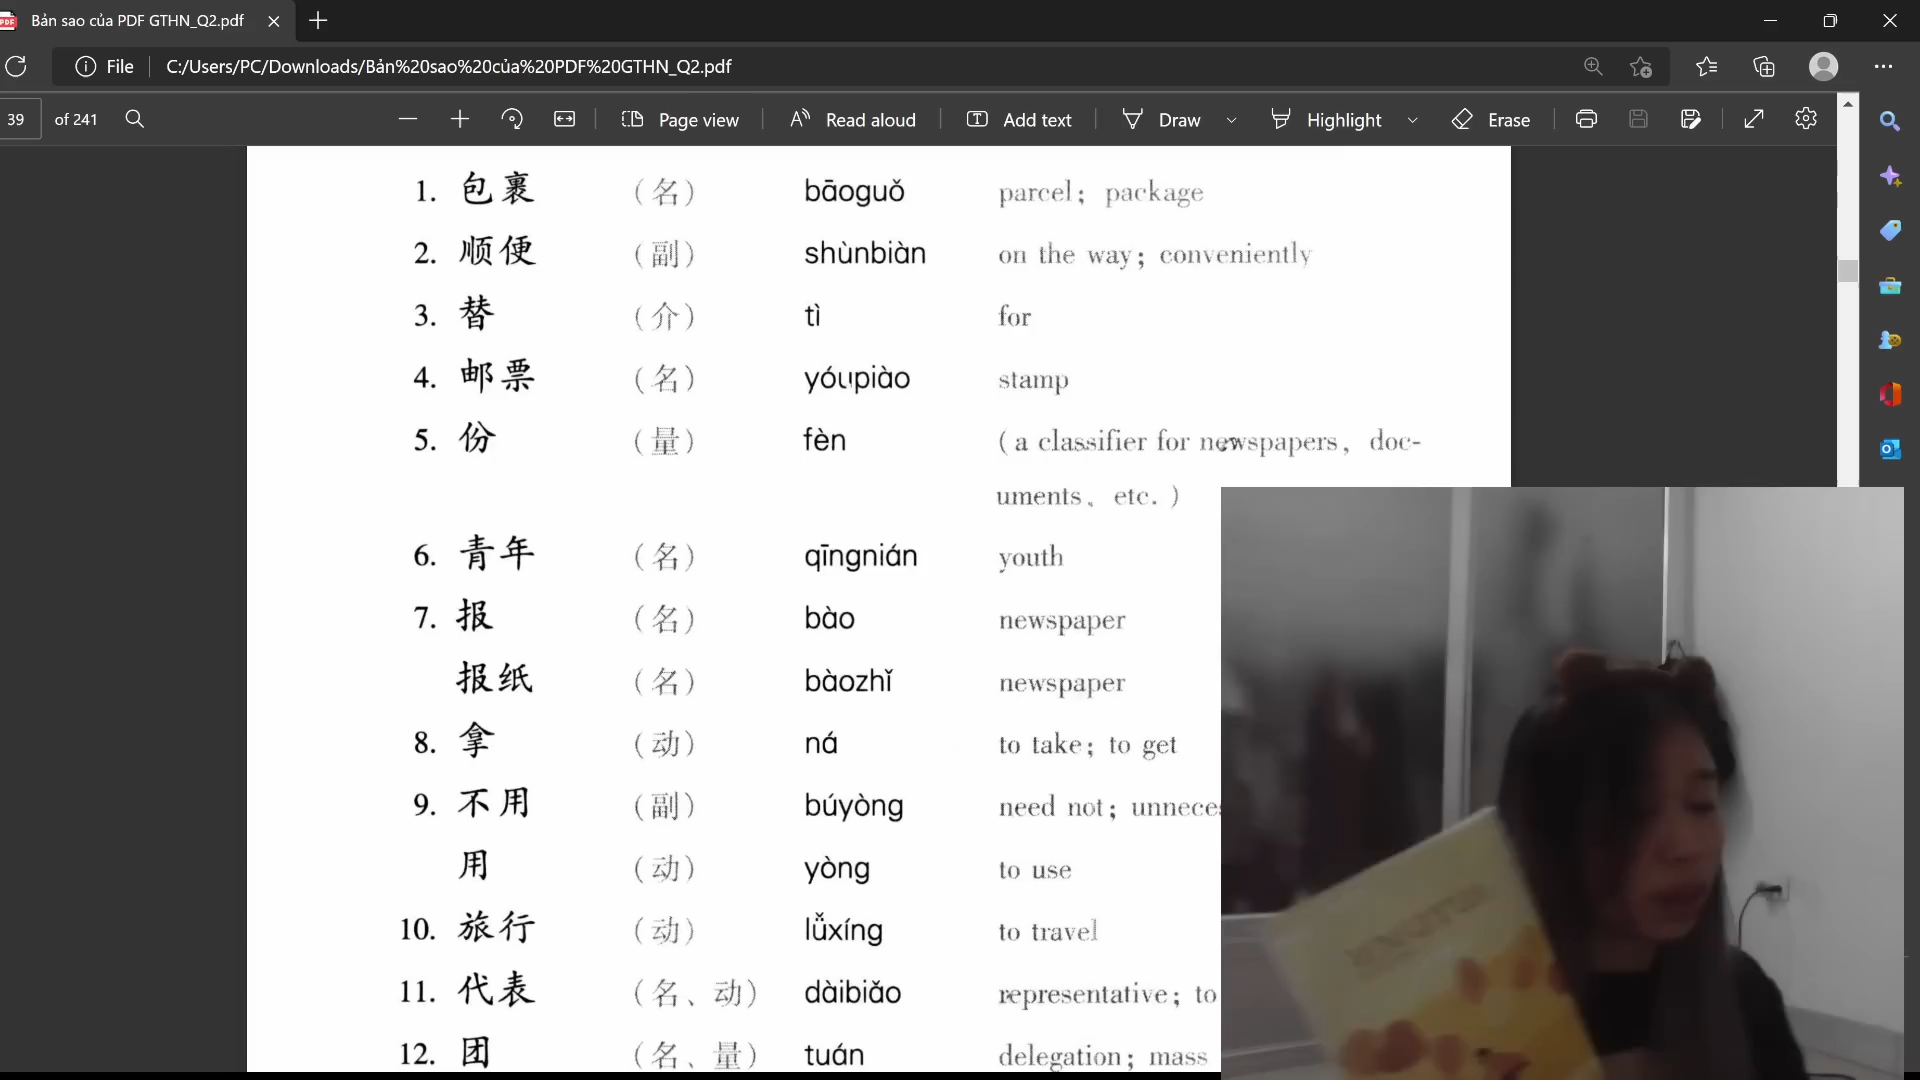 Bản sao của PDF GTHN_Q2.pdf
File C:/Users/PC/Downloads/Bản%20sao%20của%20PDF%20GTHN_Q2.pdf
39 of 241 Page view Read aloud Add text Draw Highlight Erase
1. 包裹 (名) bāoguǒ parcel; package
2. 顺便 (副) shùnbiàn on the way; conveniently
3. 替 (介) tì for
4. 邮票 (名) yóupiào stamp
5. 份 (量) fèn (a classifier for newspapers, doc-
uments, etc.)
6. 青年 (名) qīngnián youth
7. 报 (名) bào newspaper
报纸 (名) bàozhǐ newspaper
8. 拿 (动) ná to take; to get
9. 不用 (副) búyòng need not; unneces
用 (动) yòng to use
10. 旅行 (动) lǚxíng to travel
11. 代表 (名、动) dàibiǎo representative; to
12. 团 (名、量) tuán delegation; mass